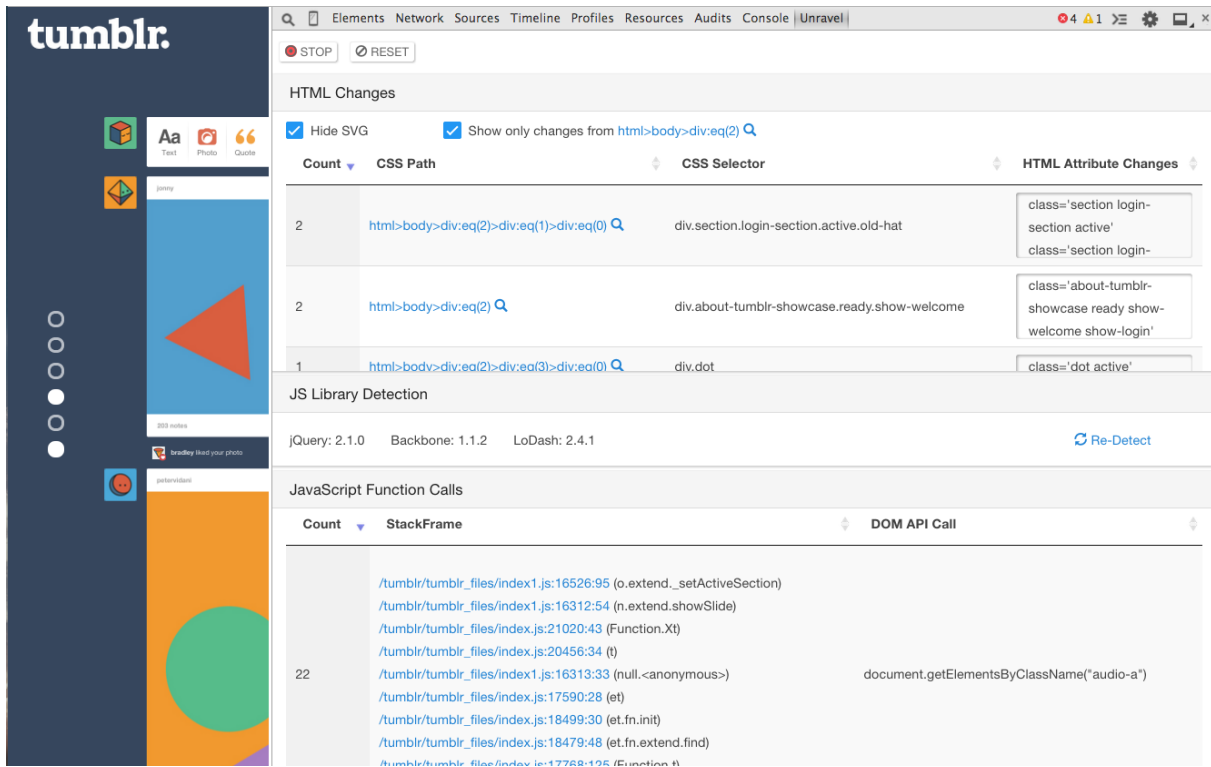 tumblr.
Aa
Text
Photo
Quote
jonny
203 notes
bradley liked your photo
petervidani
Elements Network Sources Timeline Profiles Resources Audits Console Unravel
4 1
STOP RESET
HTML Changes
Hide SVG Show only changes from html>body>div:eq(2)
Count CSS Path CSS Selector HTML Attribute Changes
2 html>body>div:eq(2)>div:eq(1)>div:eq(0) div.section.login-section.active.old-hat
class='section login-
section active'
class='section login-
2 html>body>div:eq(2) div.about-tumblr-showcase.ready.show-welcome
class='about-tumblr-
showcase ready show-
welcome show-login'
1 html>body>div:eq(2)>div:eq(3)>div:eq(0) div.dot class='dot active'
JS Library Detection
jQuery: 2.1.0 Backbone: 1.1.2 LoDash: 2.4.1 Re-Detect
JavaScript Function Calls
Count StackFrame DOM API Call
22
/tumblr/tumblr_files/index1.js:16526:95 (o.extend._setActiveSection)
/tumblr/tumblr_files/index1.js:16312:54 (n.extend.showSlide)
/tumblr/tumblr_files/index.js:21020:43 (Function.Xt)
/tumblr/tumblr_files/index.js:20456:34 (t)
/tumblr/tumblr_files/index1.js:16313:33 (null.<anonymous>)
/tumblr/tumblr_files/index.js:17590:28 (et)
/tumblr/tumblr_files/index.js:18499:30 (et.fn.init)
/tumblr/tumblr_files/index.js:18479:48 (et.fn.extend.find)
/tumblr/tumblr_files/index.js:17768:125 (Function.t)
document.getElementsByClassName("audio-a")